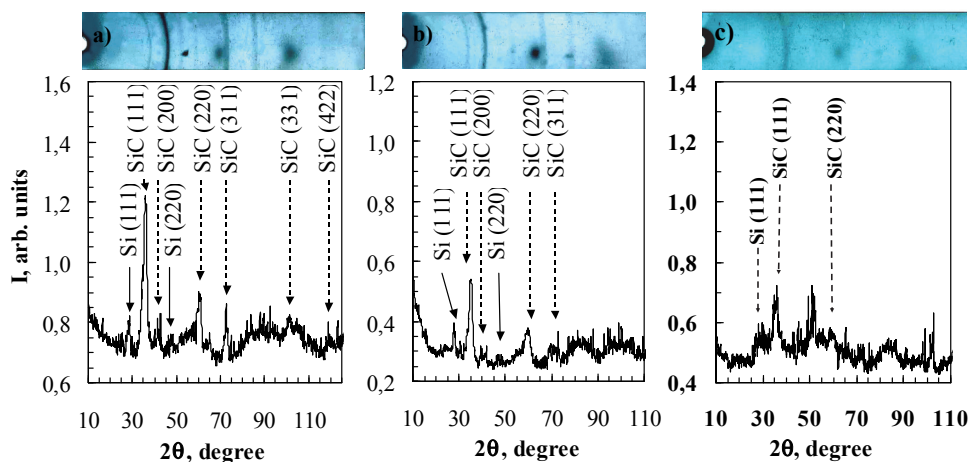 a)
I, arb. units
1,6
1,4
1,2
1,0
0,8
0,6
Si (111)
SiC (111)
SiC (200)
Si (220)
SiC (220)
SiC (311)
SiC (331)
SiC (422)
10 30 50 70 90 110
2θ, degree
b)
1,2
1,0
0,8
0,6
0,4
0,2
Si (111)
SiC (111)
SiC (200)
Si (220)
SiC (220)
SiC (311)
10 30 50 70 90 110
2θ, degree
c)
1,4
1,2
1,0
0,8
0,6
0,4
Si (111)
SiC (111)
SiC (220)
10 30 50 70 90 110
2θ, degree